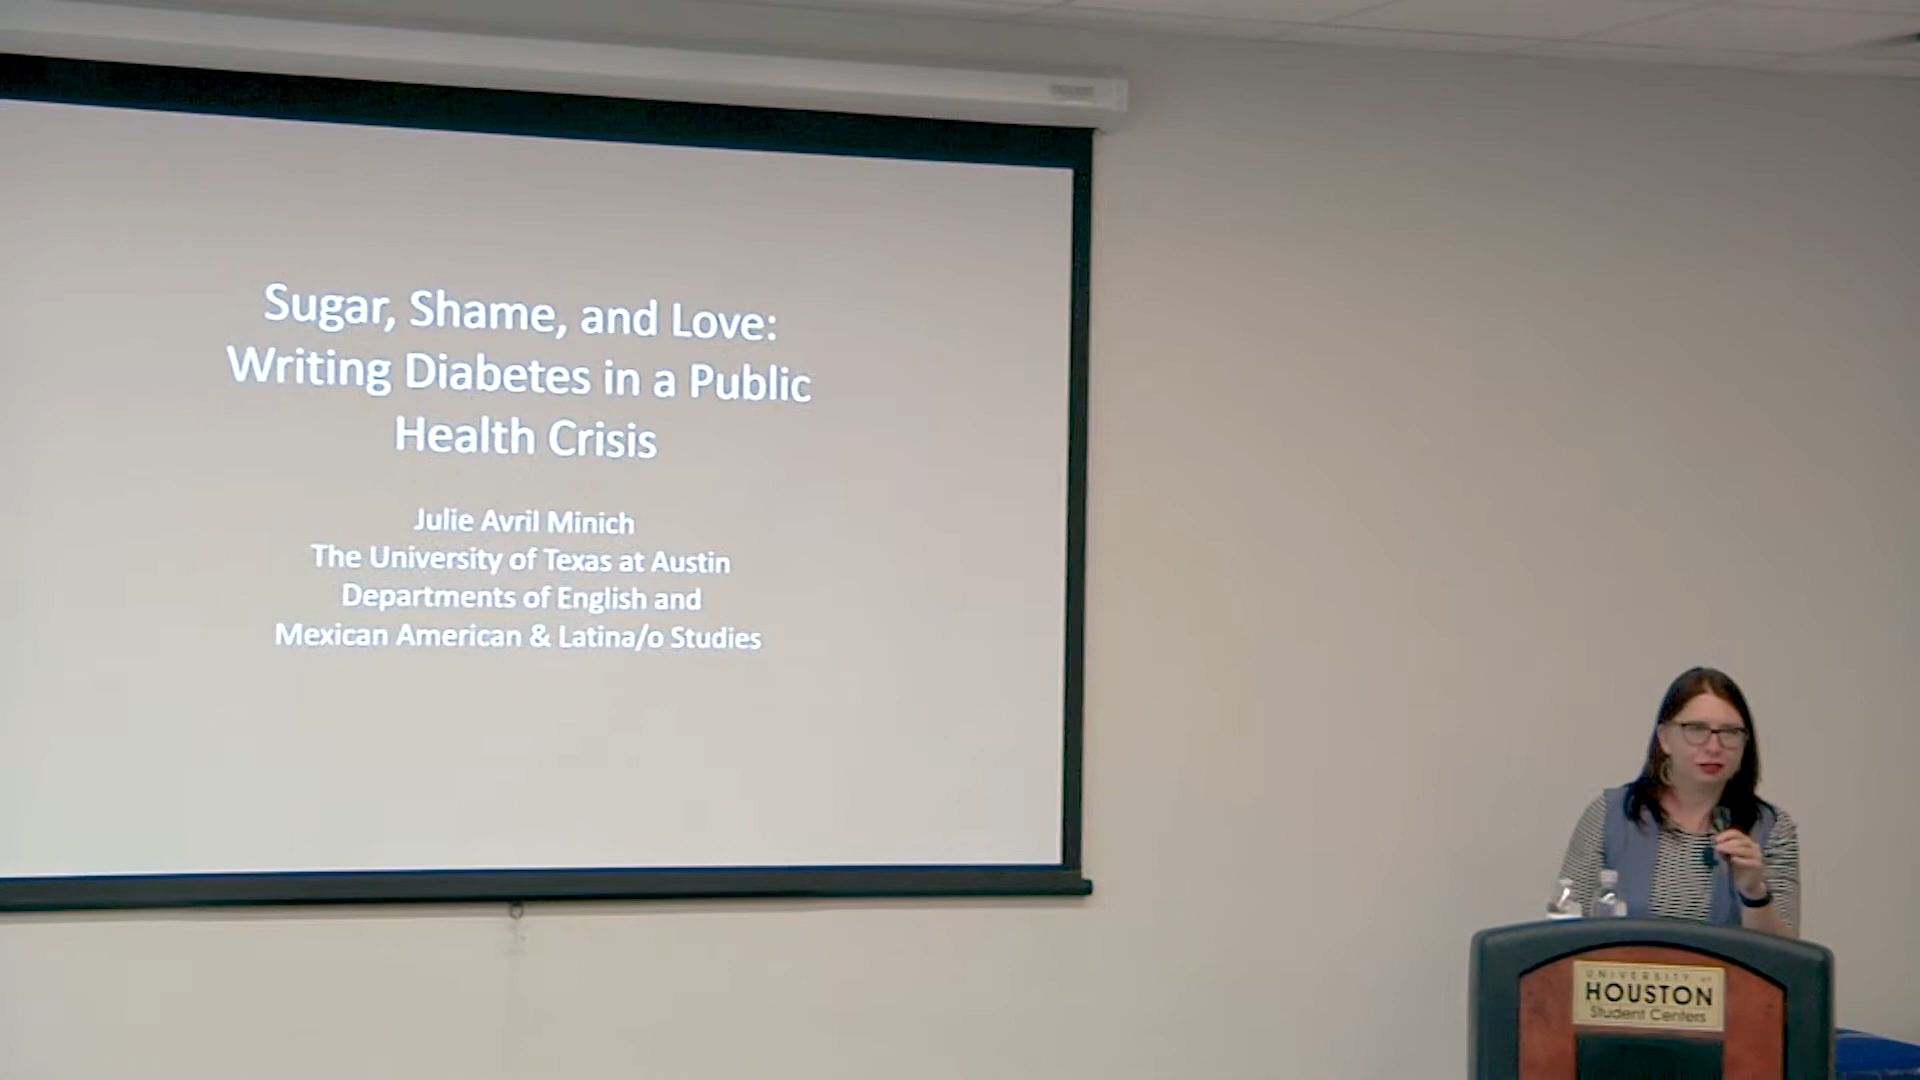 Sugar, Shame, and Love:
Writing Diabetes in a Public
Health Crisis
Julie Avril Minich
The University of Texas at Austin
Departments of English and
Mexican American & Latina/o Studies
UNIVERSITY of
HOUSTON
Student Centers